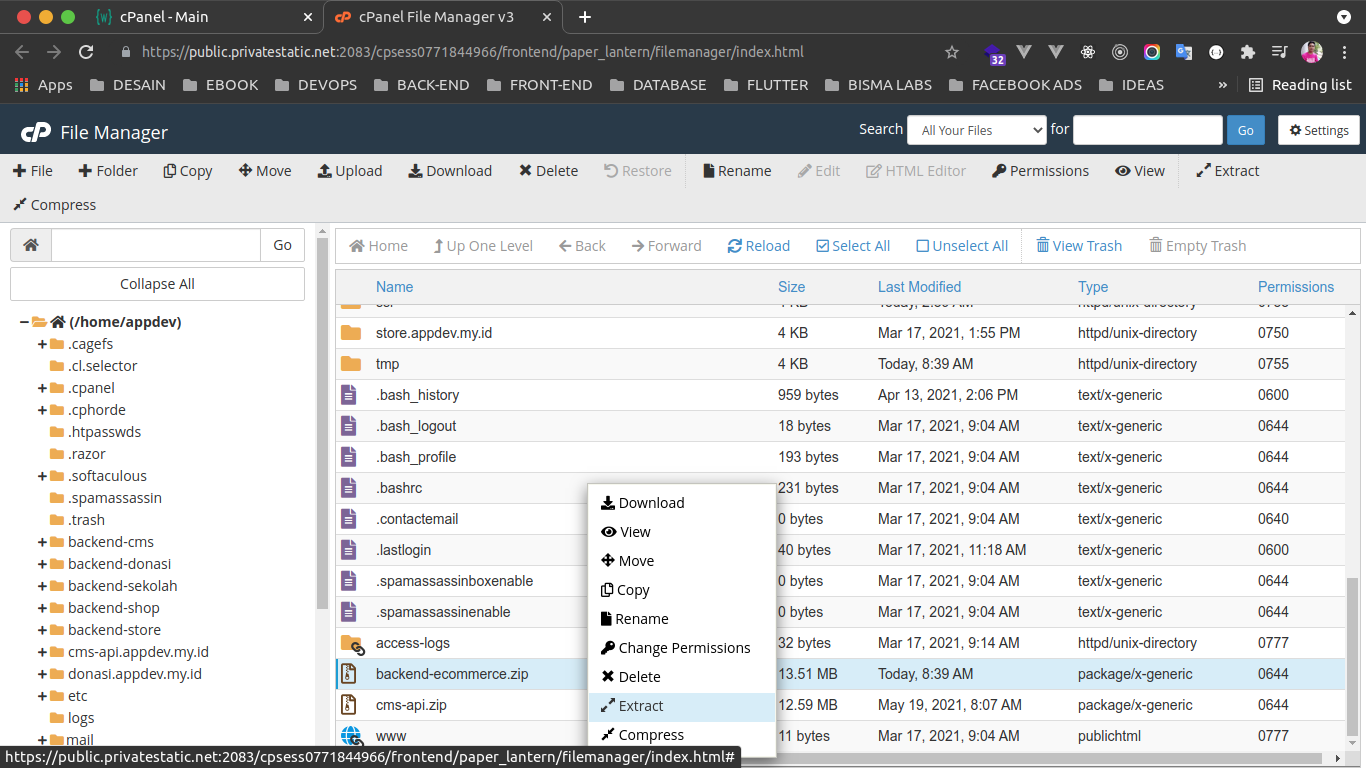 cPanel - Main
cPanel File Manager v3
https://public.privatestatic.net:2083/cpsess0771844966/frontend/paper_lantern/filemanager/index.html
32
Apps DESAIN EBOOK DEVOPS BACK-END FRONT-END DATABASE FLUTTER BISMA LABS FACEBOOK ADS IDEAS » Reading list
cP File Manager
Search All Your Files for Go Settings
File Folder Copy Move Upload Download Delete Restore Rename Edit HTML Editor Permissions View Extract
Compress
Go
Collapse All
(/home/appdev)
.cagefs
.cl.selector
.cpanel
.cphorde
.htpasswds
.razor
.softaculous
.spamassassin
.trash
backend-cms
backend-donasi
backend-sekolah
backend-shop
backend-store
cms-api.appdev.my.id
donasi.appdev.my.id
etc
logs
mail
Home Up One Level Back Forward Reload Select All Unselect All View Trash Empty Trash
Name Size Last Modified Type Permissions
store.appdev.my.id 4 KB Mar 17, 2021, 1:55 PM httpd/unix-directory 0750
tmp 4 KB Today, 8:39 AM httpd/unix-directory 0755
.bash_history 959 bytes Apr 13, 2021, 2:06 PM text/x-generic 0600
.bash_logout 18 bytes Mar 17, 2021, 9:04 AM text/x-generic 0644
.bash_profile 193 bytes Mar 17, 2021, 9:04 AM text/x-generic 0644
.bashrc 231 bytes Mar 17, 2021, 9:04 AM text/x-generic 0644
.contactemail 0 bytes Mar 17, 2021, 9:04 AM text/x-generic 0640
.lastlogin 40 bytes Mar 17, 2021, 11:18 AM text/x-generic 0600
.spamassassinboxenable 0 bytes Mar 17, 2021, 9:04 AM text/x-generic 0644
.spamassassinenable 0 bytes Mar 17, 2021, 9:04 AM text/x-generic 0644
access-logs 32 bytes Mar 17, 2021, 9:14 AM httpd/unix-directory 0777
backend-ecommerce.zip 13.51 MB Today, 8:39 AM package/x-generic 0644
cms-api.zip 12.59 MB May 19, 2021, 8:07 AM package/x-generic 0644
www 11 bytes Mar 17, 2021, 9:04 AM publichtml 0777
Download
View
Move
Copy
Rename
Change Permissions
Delete
Extract
Compress
https://public.privatestatic.net:2083/cpsess0771844966/frontend/paper_lantern/filemanager/index.html#